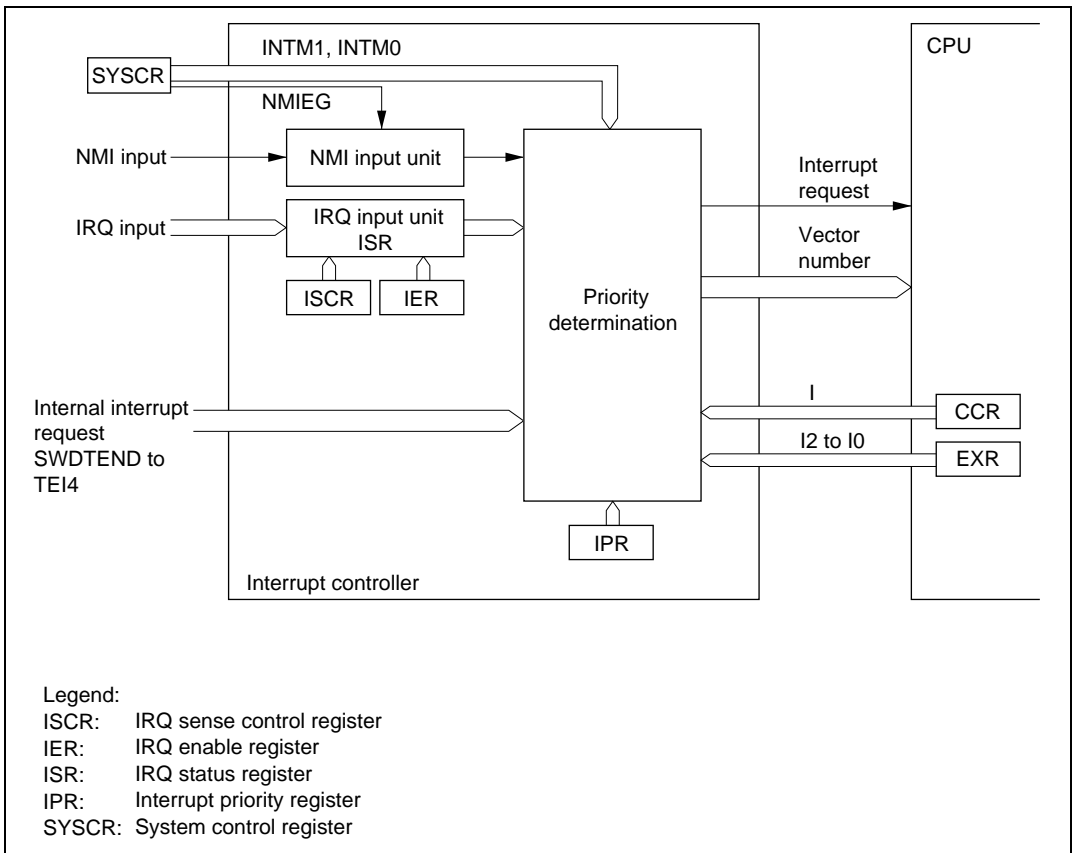 INTM1, INTM0
CPU
SYSCR
NMIEG
NMI input
NMI input unit
Interrupt
request
IRQ input
IRQ input unit
ISR
Vector
number
ISCR
IER
Priority
determination
Internal interrupt
request
SWDTEND to
TEI4
I
CCR
I2 to I0
EXR
IPR
Interrupt controller
Legend:
ISCR: IRQ sense control register
IER: IRQ enable register
ISR: IRQ status register
IPR: Interrupt priority register
SYSCR: System control register